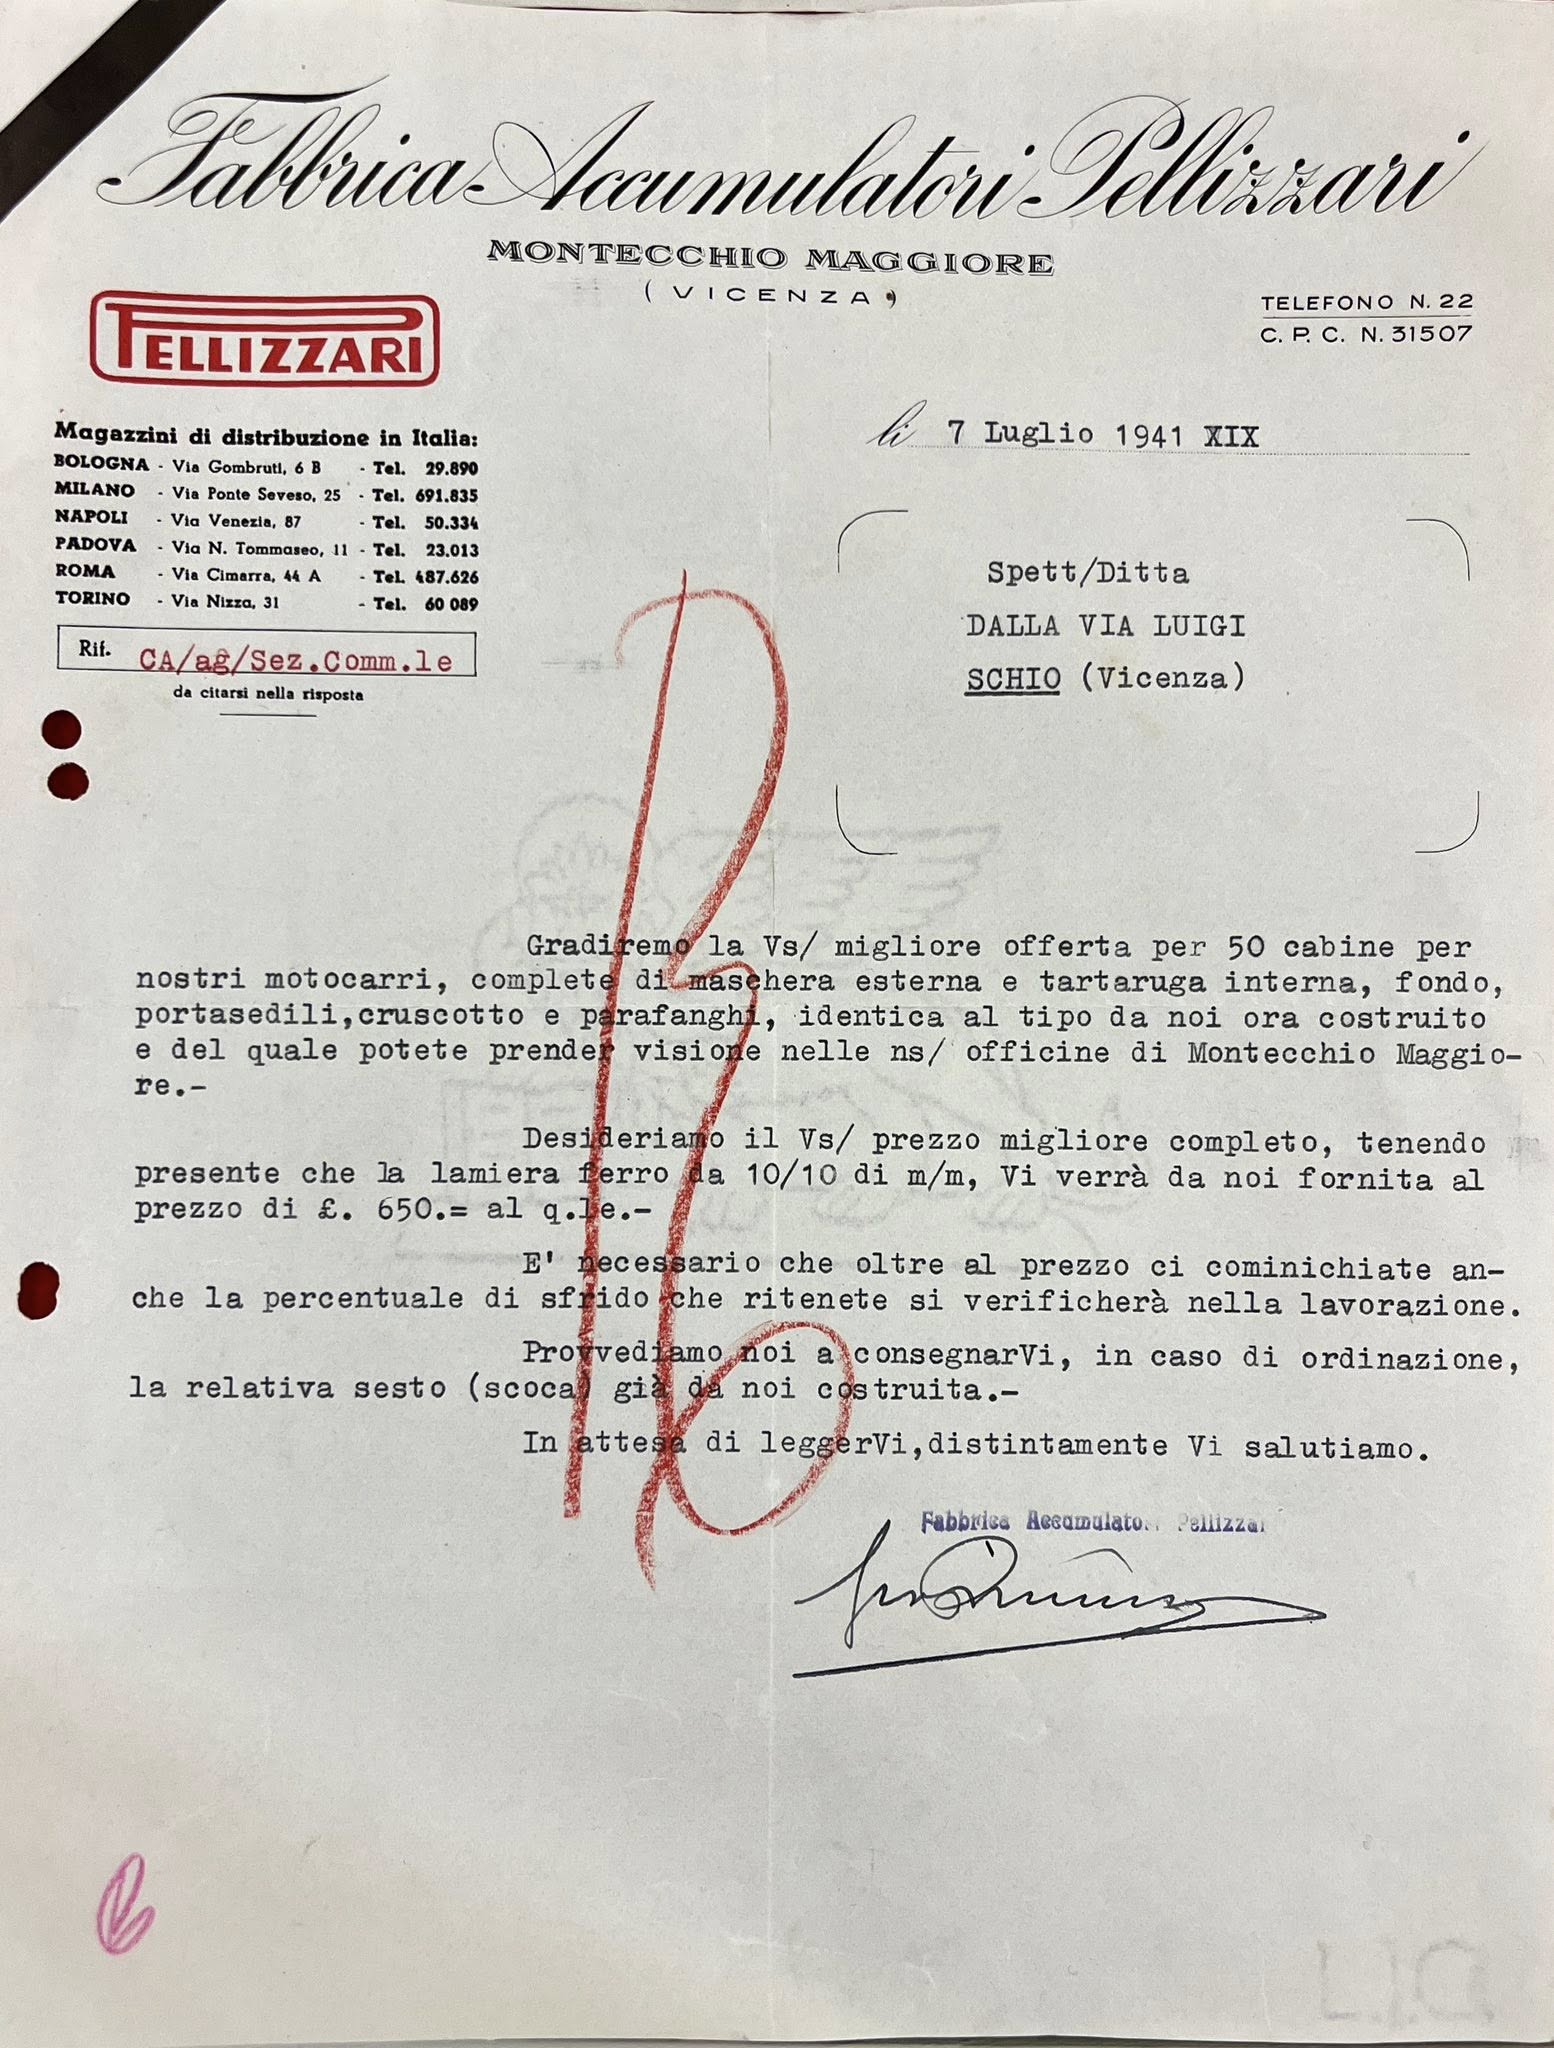 Fabbrica Accumulatori Pellizzari
MONTECCHIO MAGGIORE
(VICENZA)
TELEFONO N. 22
C. P. C. N. 31507
PELLIZZARI
Magazzini di distribuzione in Italia:
BOLOGNA - Via Gombruti, 6 B - Tel. 29.890
MILANO - Via Ponte Seveso, 25 - Tel. 691.835
NAPOLI - Via Venezia, 87 - Tel. 50.334
PADOVA - Via N. Tommaseo, 11 - Tel. 23.013
ROMA - Via Cimarra, 44 A - Tel. 487.626
TORINO - Via Nizza, 31 - Tel. 60 089
Rif. CA/ag/Sez.Comm.le
da citarsi nella risposta
li 7 Luglio 1941 XIX
Spett/Ditta
DALLA VIA LUIGI
SCHIO (Vicenza)
Gradiremo la Vs/ migliore offerta per 50 cabine per
nostri motocarri, complete di maschera esterna e tartaruga interna, fondo,
portasedili,cruscotto e parafanghi, identica al tipo da noi ora costruito
e del quale potete prender visione nelle ns/ officine di Montecchio Maggio-
re.-
Desideriamo il Vs/ prezzo migliore completo, tenendo
presente che la lamiera ferro da 10/10 di m/m, Vi verrà da noi fornita al
prezzo di £. 650.= al q.le.-
E' necessario che oltre al prezzo ci cominichiate an-
che la percentuale di sfrido che ritenete si verificherà nella lavorazione.
Provvediamo noi a consegnarVi, in caso di ordinazione,
la relativa sesto (scoca) già da noi costruita.-
In attesa di leggerVi,distintamente Vi salutiamo.
Fabbrica Accumulato Pellizza